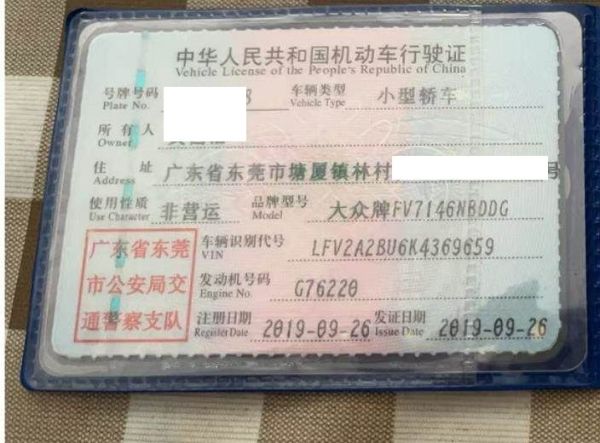 中华人民共和国机动车行驶证
Vehicle License of the People's Republic of China
号牌号码 8 车辆类型 小型轿车
Plate No. Vehicle Type
所有人
Owner
住址 广东省东莞市塘厦镇林村 号
Address
使用性质 非营运 品牌型号 大众牌FV7146NBDDG
Use Character Model
广东省东莞 车辆识别代号 LFV2A2BU6K4369659
VIN
市公安局交 发动机号码 G76220
Engine No.
通警察支队 注册日期 2019-09-26 发证日期 2019-09-26
Register Date Issue Date